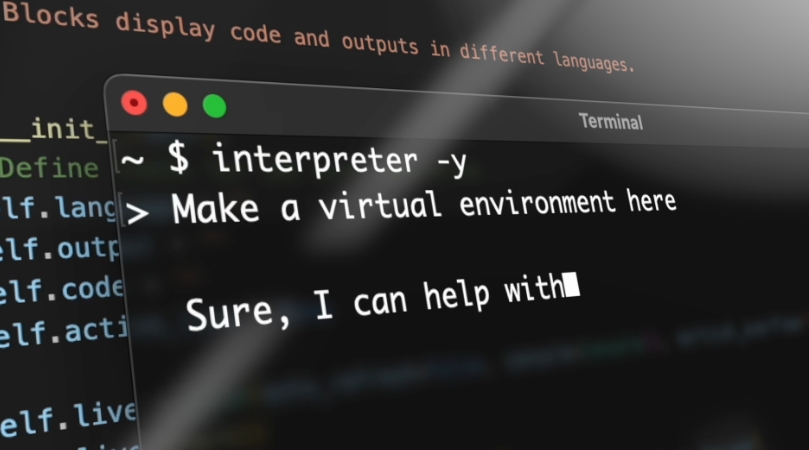 Blocks display code and outputs in different languages.
__init_
Define
elf.lang
elf.outp
elf.code
elf.acti
self.live
Terminal
~ $ interpreter -y
> Make a virtual environment here
Sure, I can help with